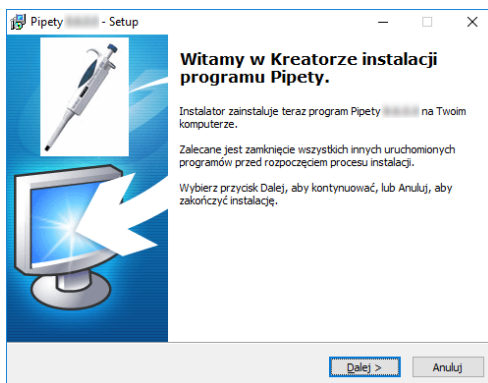 Pipety - Setup
Witamy w Kreatorze instalacji
programu Pipety.
Instalator zainstaluje teraz program Pipety na Twoim
komputerze.
Zalecane jest zamknięcie wszystkich innych uruchomionych
programów przed rozpoczęciem procesu instalacji.
Wybierz przycisk Dalej, aby kontynuować, lub Anuluj, aby
zakończyć instalację.
Dalej >
Anuluj